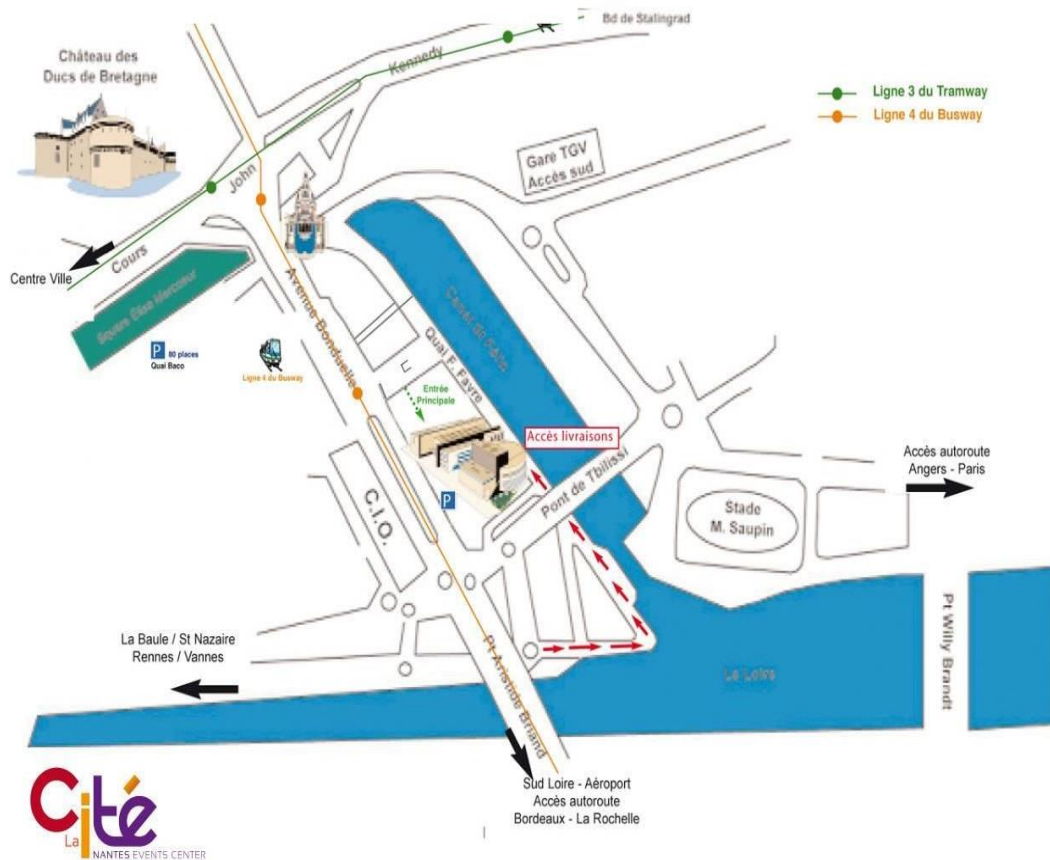 Bd de Stalingrad
Château des
Ducs de Bretagne
Kennedy
Ligne 3 du Tramway
Ligne 4 du Busway
Gare TGV
Accès sud
John
Cours
Centre Ville
Square Elisa Mercoeur
Avenue Bonduelle
Canal St Félix
Quai F. Favre
P 80 places
Quai Baco
Ligne 4 du Busway
Entrée
Principale
Accès livraisons
Pont de Tbilissi
Accès autoroute
Angers - Paris
P
C.I.O.
Stade
M. Saupin
La Baule / St Nazaire
Rennes / Vannes
Pt Aristide Briand
La Loire
Pt Willy Brandt
Sud Loire - Aéroport
Accès autoroute
Bordeaux - La Rochelle
La Cité
NANTES EVENTS CENTER